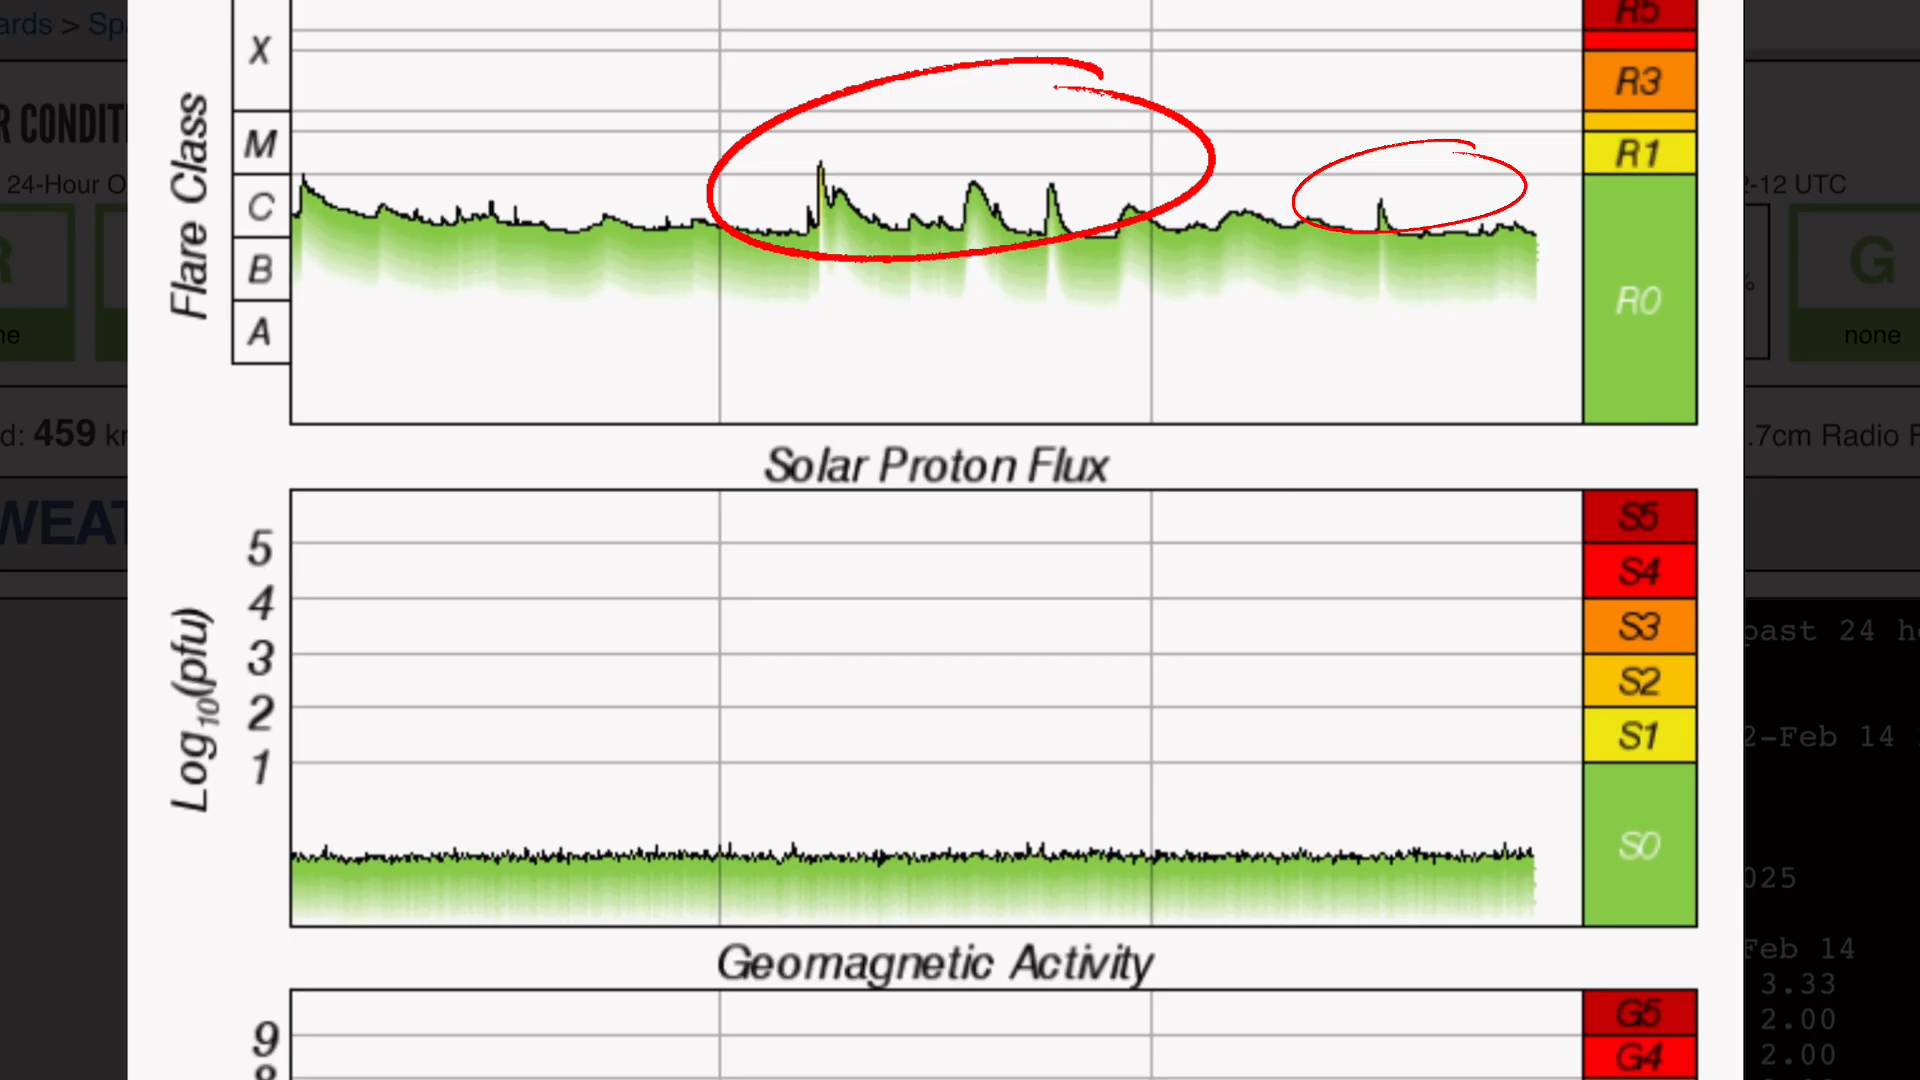 ards > Sp
R CONDIT
24-Hour O
R
ne
d: 459 k
WEAT
Flare Class
X
M
C
B
A
R5
R3
R1
R0
Solar Proton Flux
Log10(pfu)
5
4
3
2
1
S5
S4
S3
S2
S1
S0
Geomagnetic Activity
9
8
G5
G4
-12 UTC
%
G
none
.7cm Radio F
past 24 h
2-Feb 14
025
Feb 14
3.33
2.00
2.00